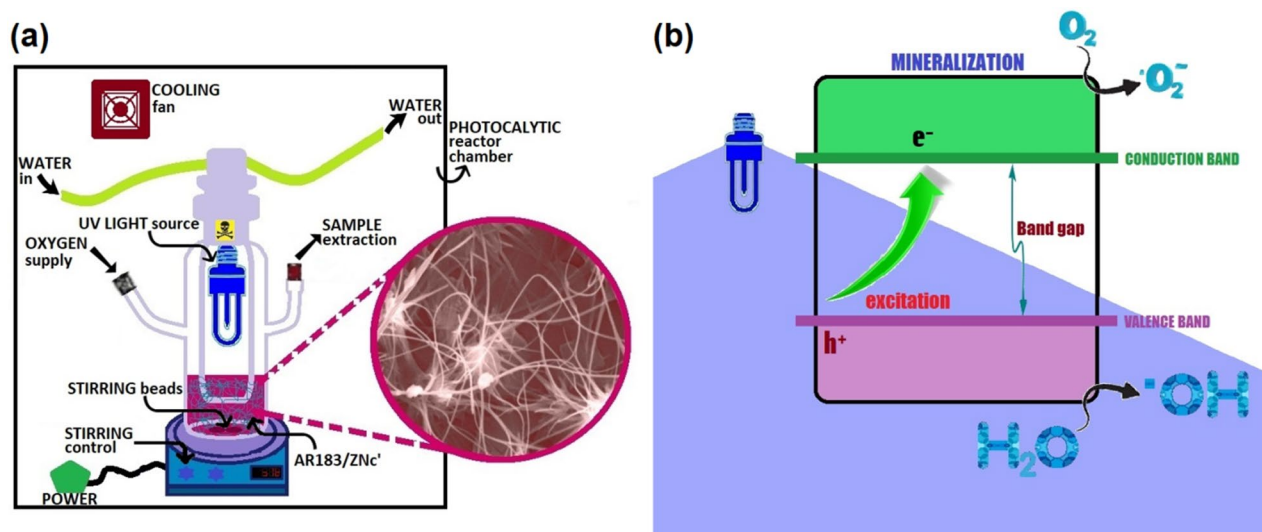 (a)
COOLING
fan
WATER
out
PHOTOCALYTIC
reactor
chamber
WATER
in
UV LIGHT source
SAMPLE
extraction
OXYGEN
supply
STIRRING beads
STIRRING
control
AR183/ZNc'
POWER
(b)
MINERALIZATION
O₂
·O₂⁻
e⁻
CONDUCTION BAND
Band gap
excitation
VALENCE BAND
h⁺
·OH
H₂O